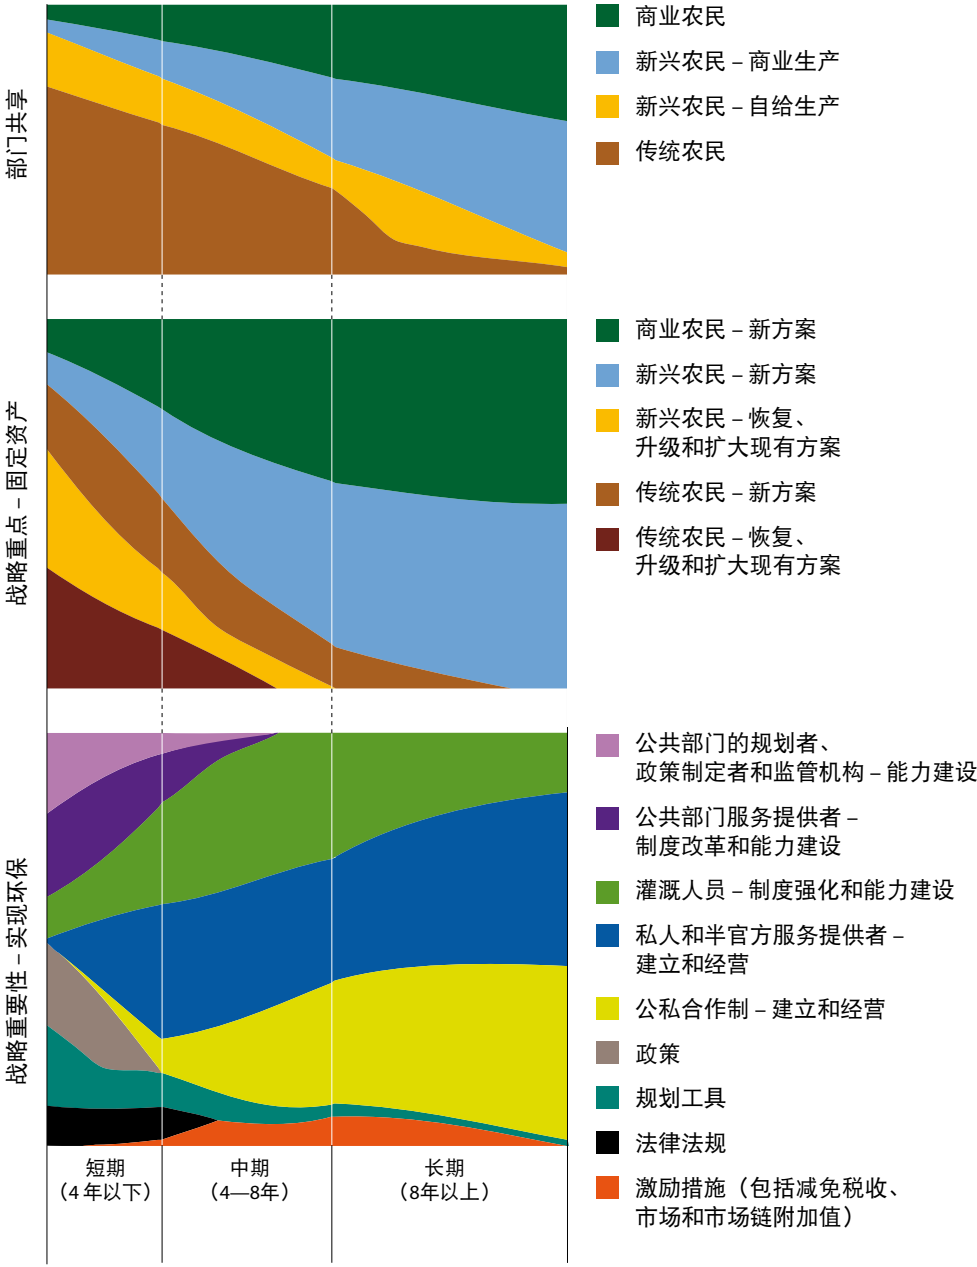 部门共享
商业农民
新兴农民 – 商业生产
新兴农民 – 自给生产
传统农民
战略重点 – 固定资产
商业农民 – 新方案
新兴农民 – 新方案
新兴农民 – 恢复、
升级和扩大现有方案
传统农民 – 新方案
传统农民 – 恢复、
升级和扩大现有方案
战略重要性 – 实现环保
公共部门的规划者、
政策制定者和监管机构 – 能力建设
公共部门服务提供者 –
制度改革和能力建设
灌溉人员 – 制度强化和能力建设
私人和半官方服务提供者 –
建立和经营
公私合作制 – 建立和经营
政策
规划工具
法律法规
激励措施（包括减免税收、
市场和市场链附加值）
短期
（4 年以下）
中期
（4—8年）
长期
（8年以上）